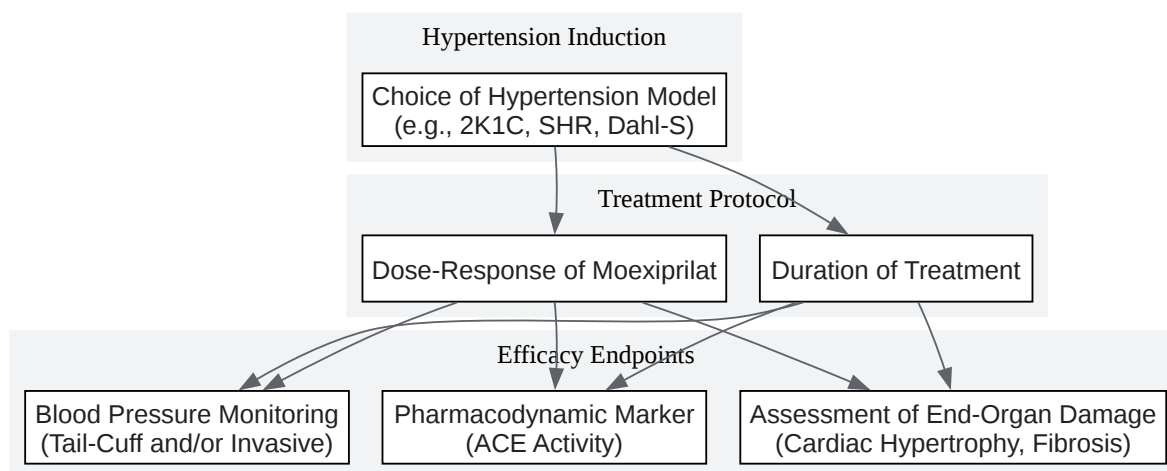 Hypertension Induction
Choice of Hypertension Model
(e.g., 2K1C, SHR, Dahl-S)
Treatment Protocol
Dose-Response of Moexiprilat
Duration of Treatment
Efficacy Endpoints
Blood Pressure Monitoring
(Tail-Cuff and/or Invasive)
Pharmacodynamic Marker
(ACE Activity)
Assessment of End-Organ Damage
(Cardiac Hypertrophy, Fibrosis)